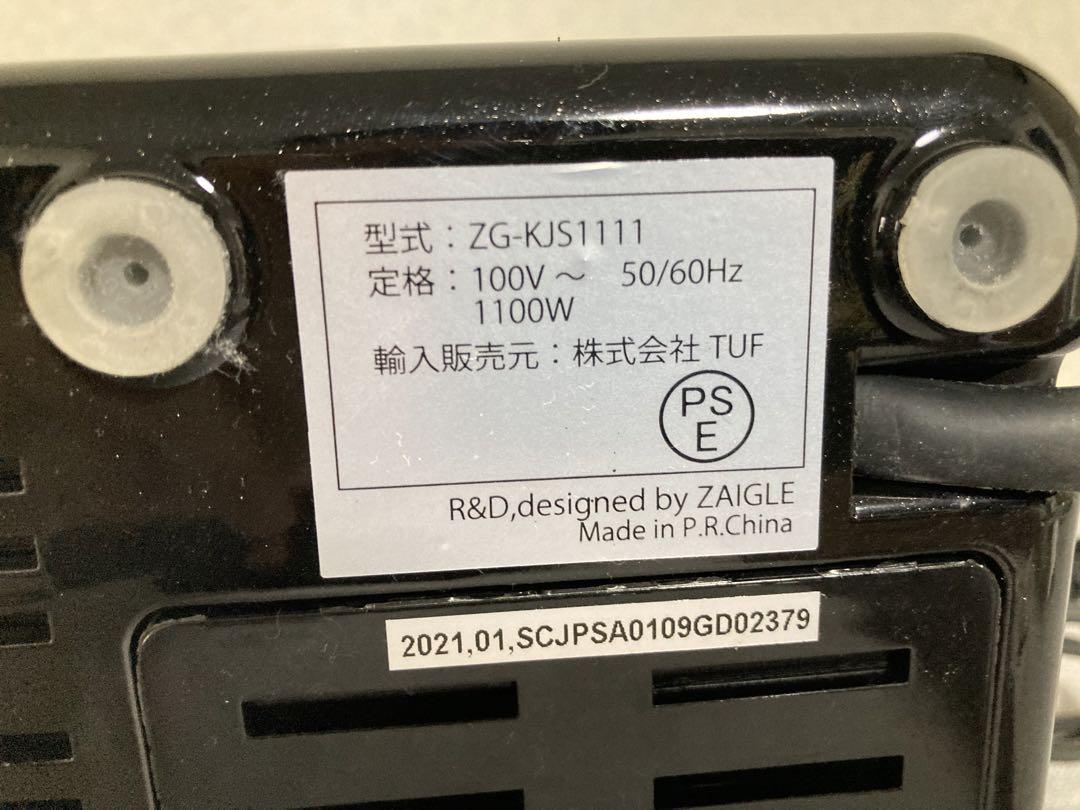 型式：ZG-KJS1111
定格：100V～ 50/60Hz
1100W
輸入販売元：株式会社 TUF
PS
E
R&D,designed by ZAIGLE
Made in P.R.China
2021,01,SCJPSA0109GD02379